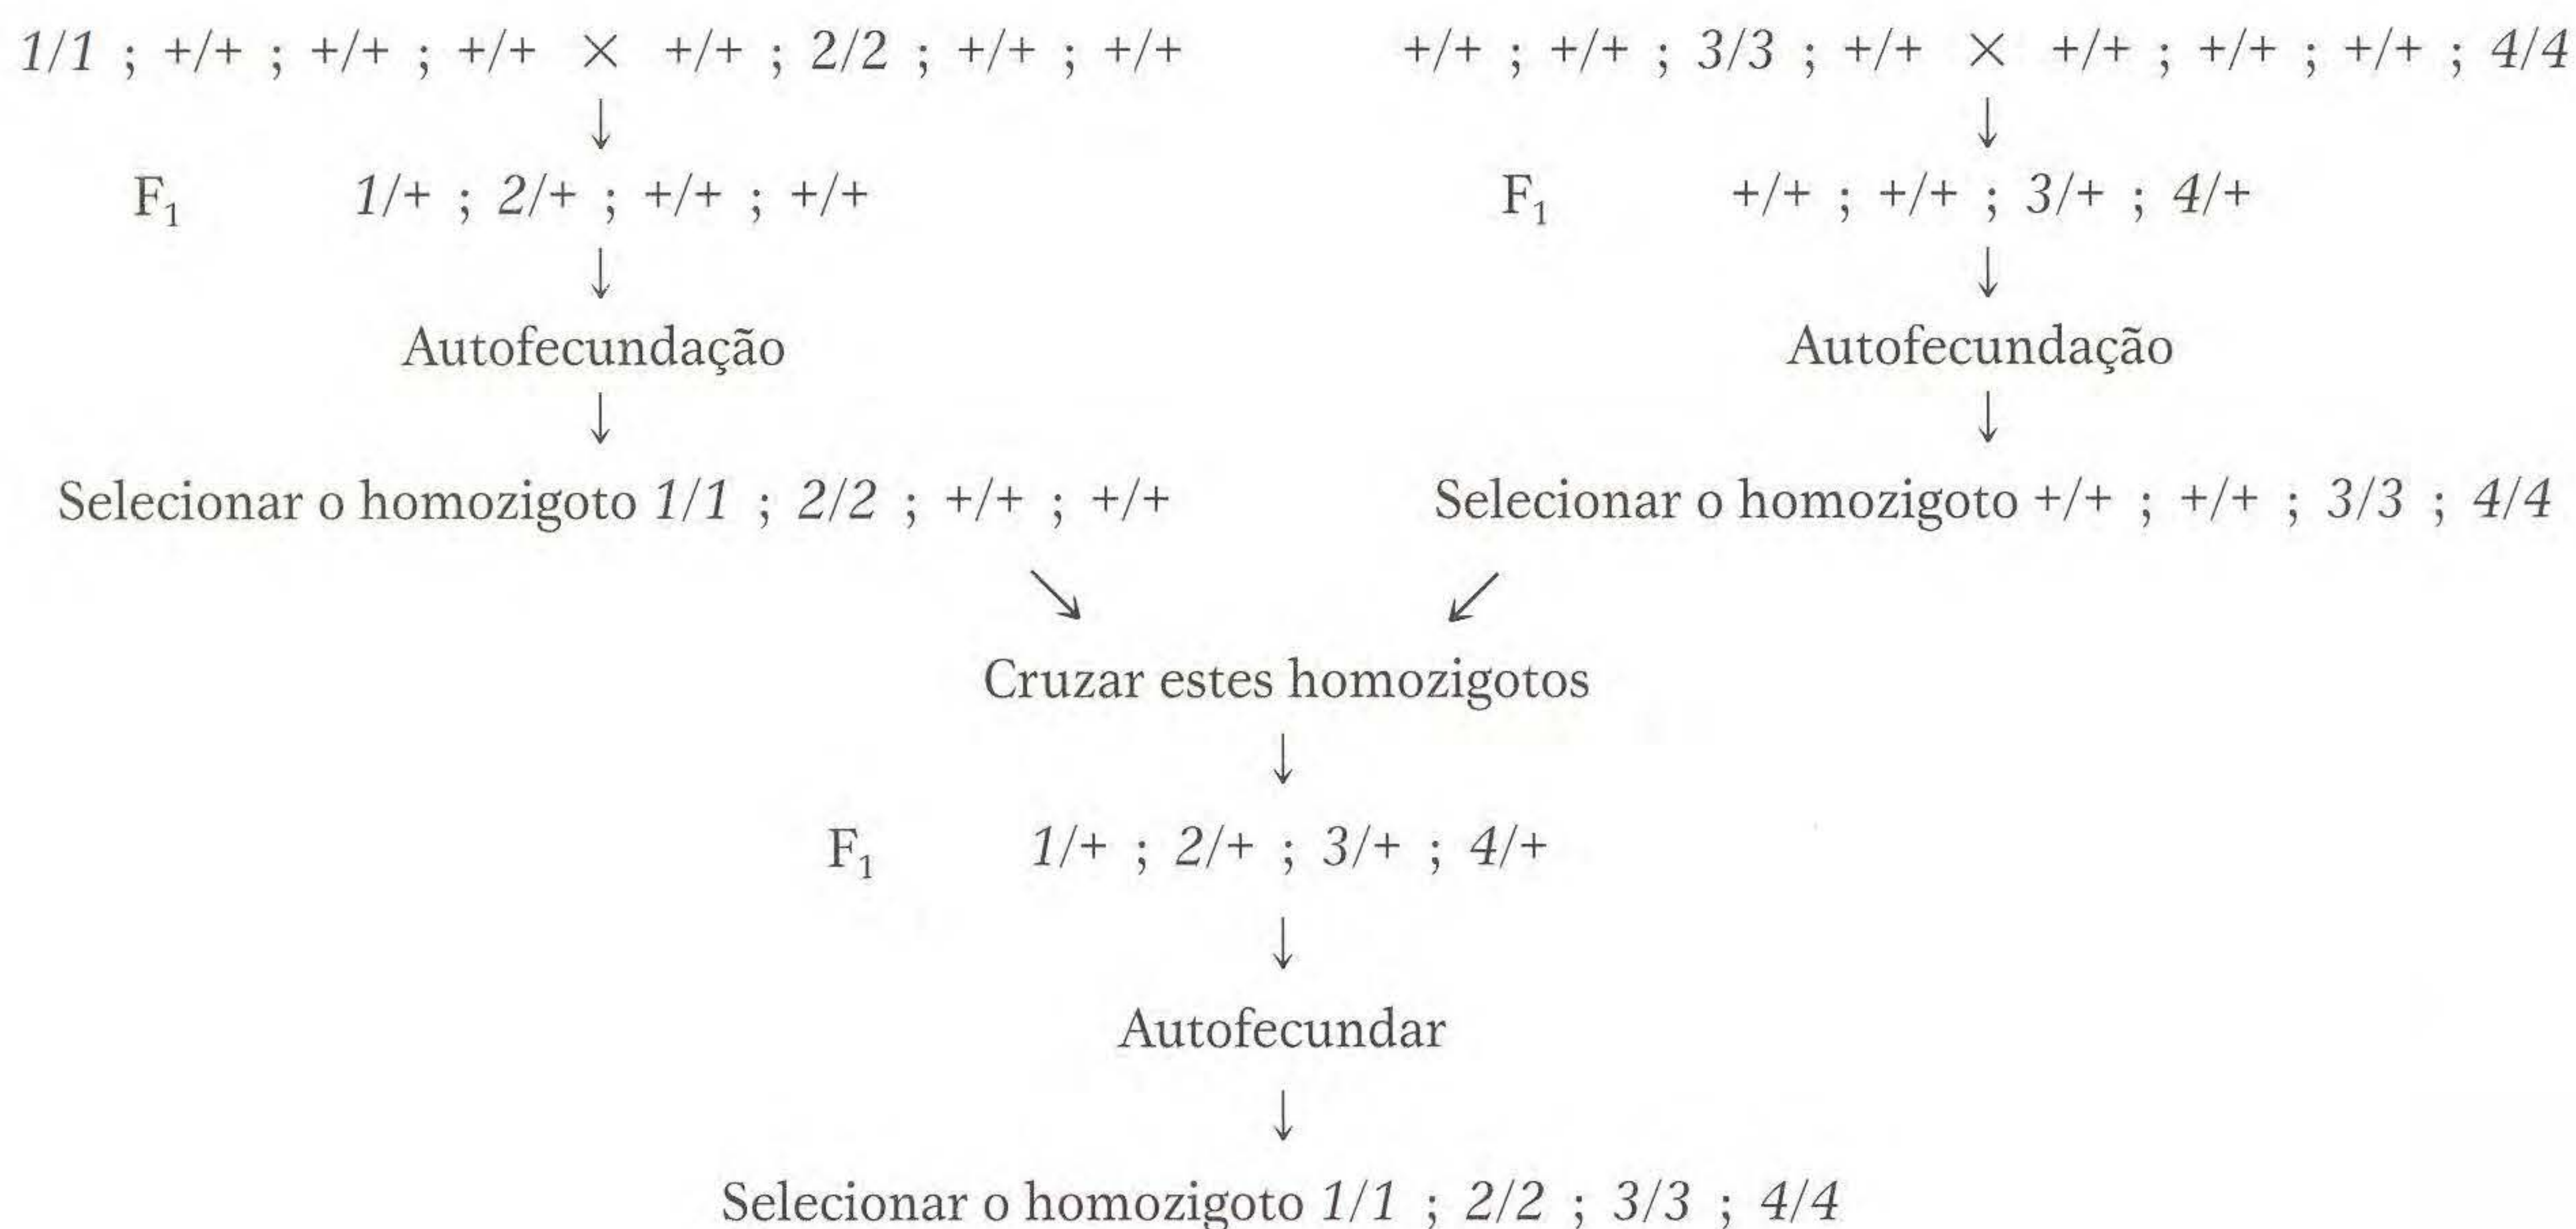 1/1 ; +/+ ; +/+ ; +/+ × +/+ ; 2/2 ; +/+ ; +/+
+/+ ; +/+ ; 3/3 ; +/+ × +/+ ; +/+ ; +/+ ; 4/4
↓
↓
F₁ 1/+ ; 2/+ ; +/+ ; +/+
F₁ +/+ ; +/+ ; 3/+ ; 4/+
↓
↓
Autofecundação
Autofecundação
↓
↓
Selecionar o homozigoto 1/1 ; 2/2 ; +/+ ; +/+
Selecionar o homozigoto +/+ ; +/+ ; 3/3 ; 4/4
↘
↙
Cruzar estes homozigotos
↓
F₁ 1/+ ; 2/+ ; 3/+ ; 4/+
↓
Autofecundar
↓
Selecionar o homozigoto 1/1 ; 2/2 ; 3/3 ; 4/4